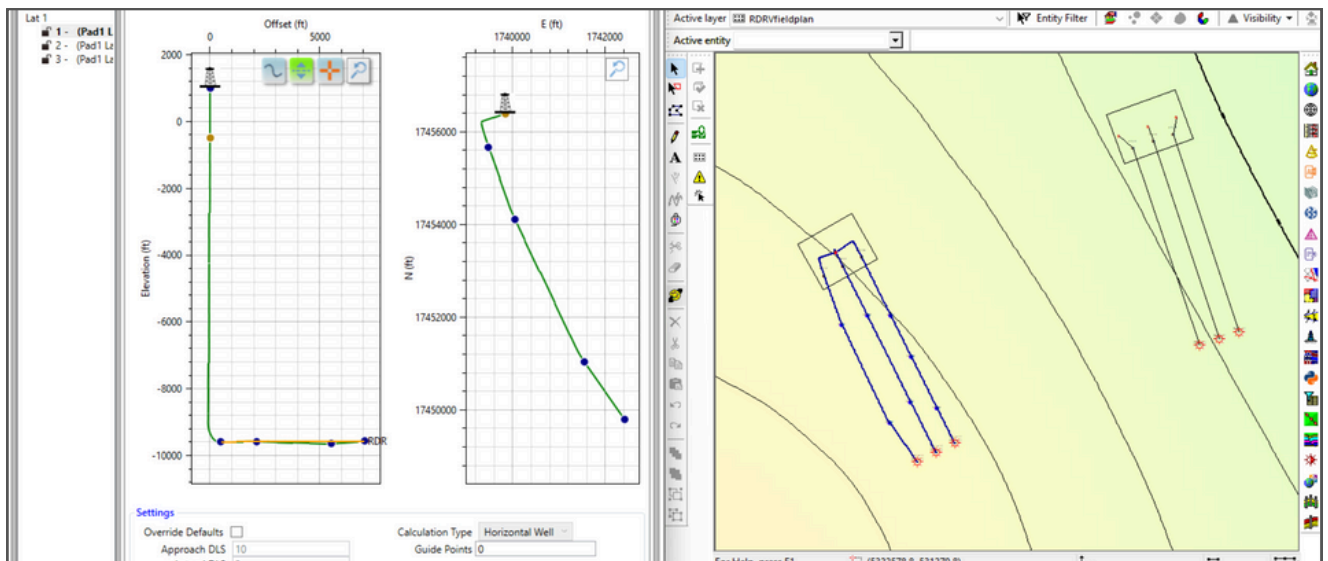 Lat 1
1 - (Pad1 L
2 - (Pad1 La
3 - (Pad1 La
Offset (ft)
0 5000
2000
0
-2000
-4000
-6000
-8000
-10000
Elevation (ft)
RDR
E (ft)
1740000 1742000
17456000
17454000
17452000
17450000
N (ft)
Settings
Override Defaults
Approach DLS 10
Calculation Type Horizontal Well
Guide Points 0
Active layer RDRVfieldplan
Entity Filter
Visibility
Active entity
A